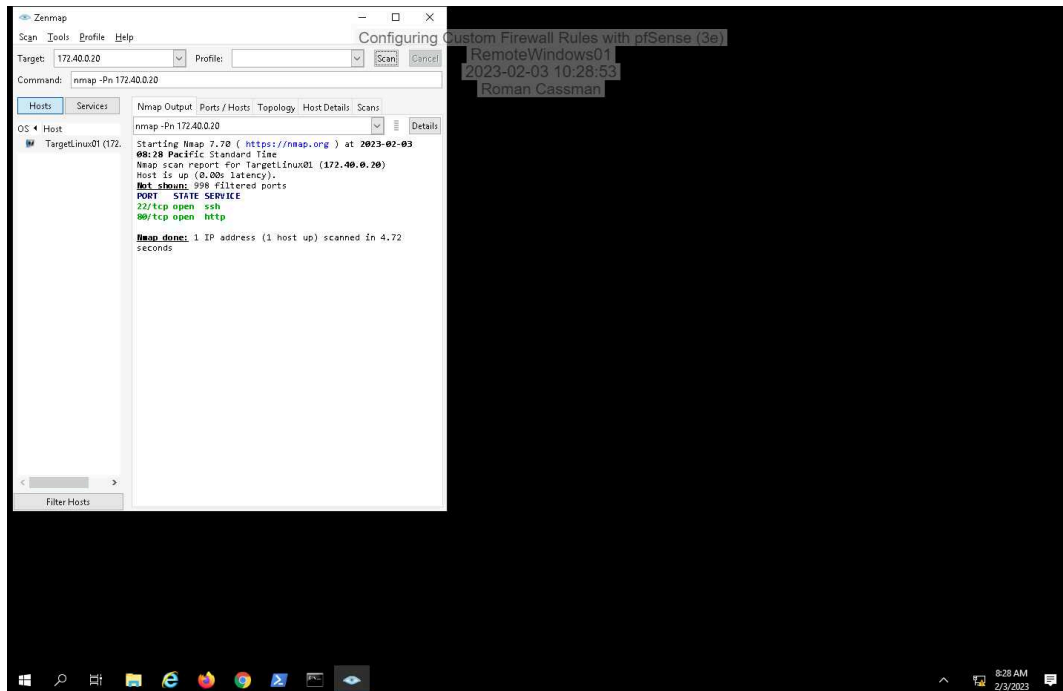 Zenmap
Scan Tools Profile Help
Target: 172.40.0.20 Profile: Scan Cancel
Command: nmap -Pn 172.40.0.20
Hosts Services
Nmap Output Ports / Hosts Topology Host Details Scans
OS Host
nmap -Pn 172.40.0.20 Details
TargetLinux01 (172.
Starting Nmap 7.70 ( https://nmap.org ) at 2023-02-03
08:28 Pacific Standard Time
Nmap scan report for TargetLinux01 (172.40.0.20)
Host is up (0.00s latency).
Not shown: 998 filtered ports
PORT STATE SERVICE
22/tcp open ssh
80/tcp open http
Nmap done: 1 IP address (1 host up) scanned in 4.72
seconds
Filter Hosts
Configuring Custom Firewall Rules with pfSense (3e)
RemoteWindows01
2023-02-03 10:28:53
Roman Cassman
8:28 AM
2/3/2023